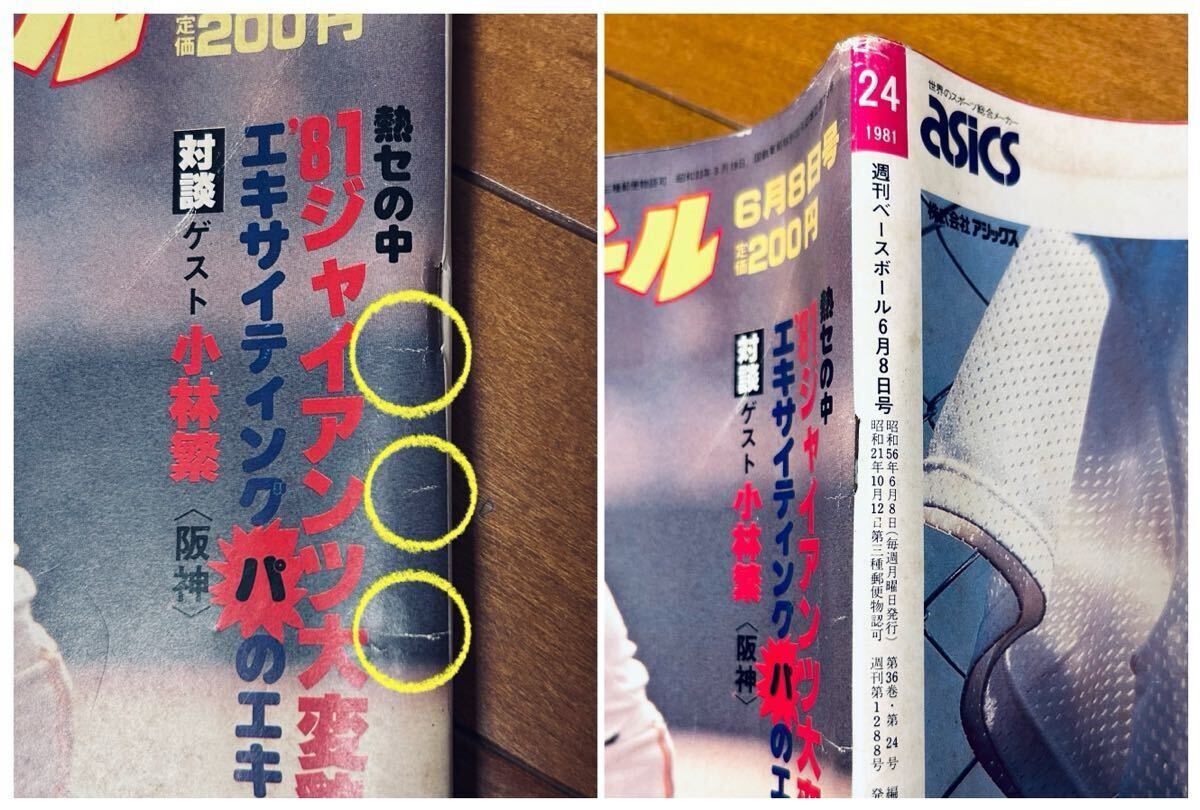 定価200円
熱セの中
'81ジャイアンツ大変
エキサイティングパのエキ
対談 ゲスト 小林繁〈阪神〉
三種郵便物認可
ール
6月8日号
定価200円
熱セの中
'81ジャイアンツ大
エキサイティングパのエ
対談 ゲスト 小林繁〈阪神〉
24
1981
週刊ベースボール6月8日号
昭和56年6月8日(毎週月曜日発行) 第36巻・第24号 編
昭和21年10月12日第三種郵便物認可 週刊第1288号 発
世界のスポーツ総合メーカー
asics
株式会社アシックス